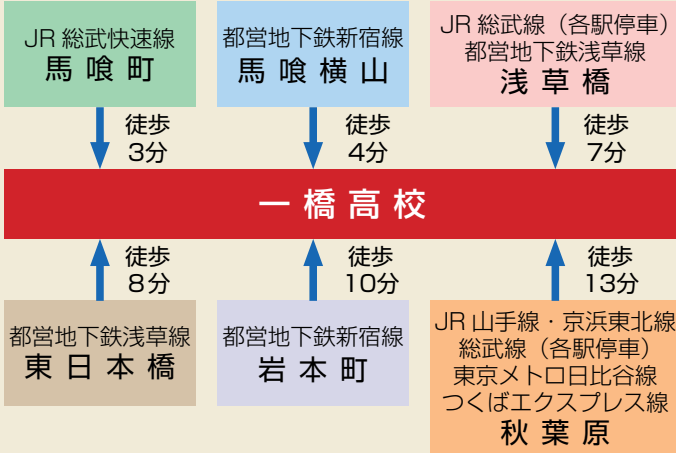 JR 総武快速線
馬喰町
都営地下鉄新宿線
馬喰横山
JR 総武線（各駅停車）
都営地下鉄浅草線
浅草橋
徒歩
3分
徒歩
4分
徒歩
7分
一橋高校
徒歩
8分
徒歩
10分
徒歩
13分
都営地下鉄浅草線
東日本橋
都営地下鉄新宿線
岩本町
JR 山手線・京浜東北線
総武線（各駅停車）
東京メトロ日比谷線
つくばエクスプレス線
秋葉原